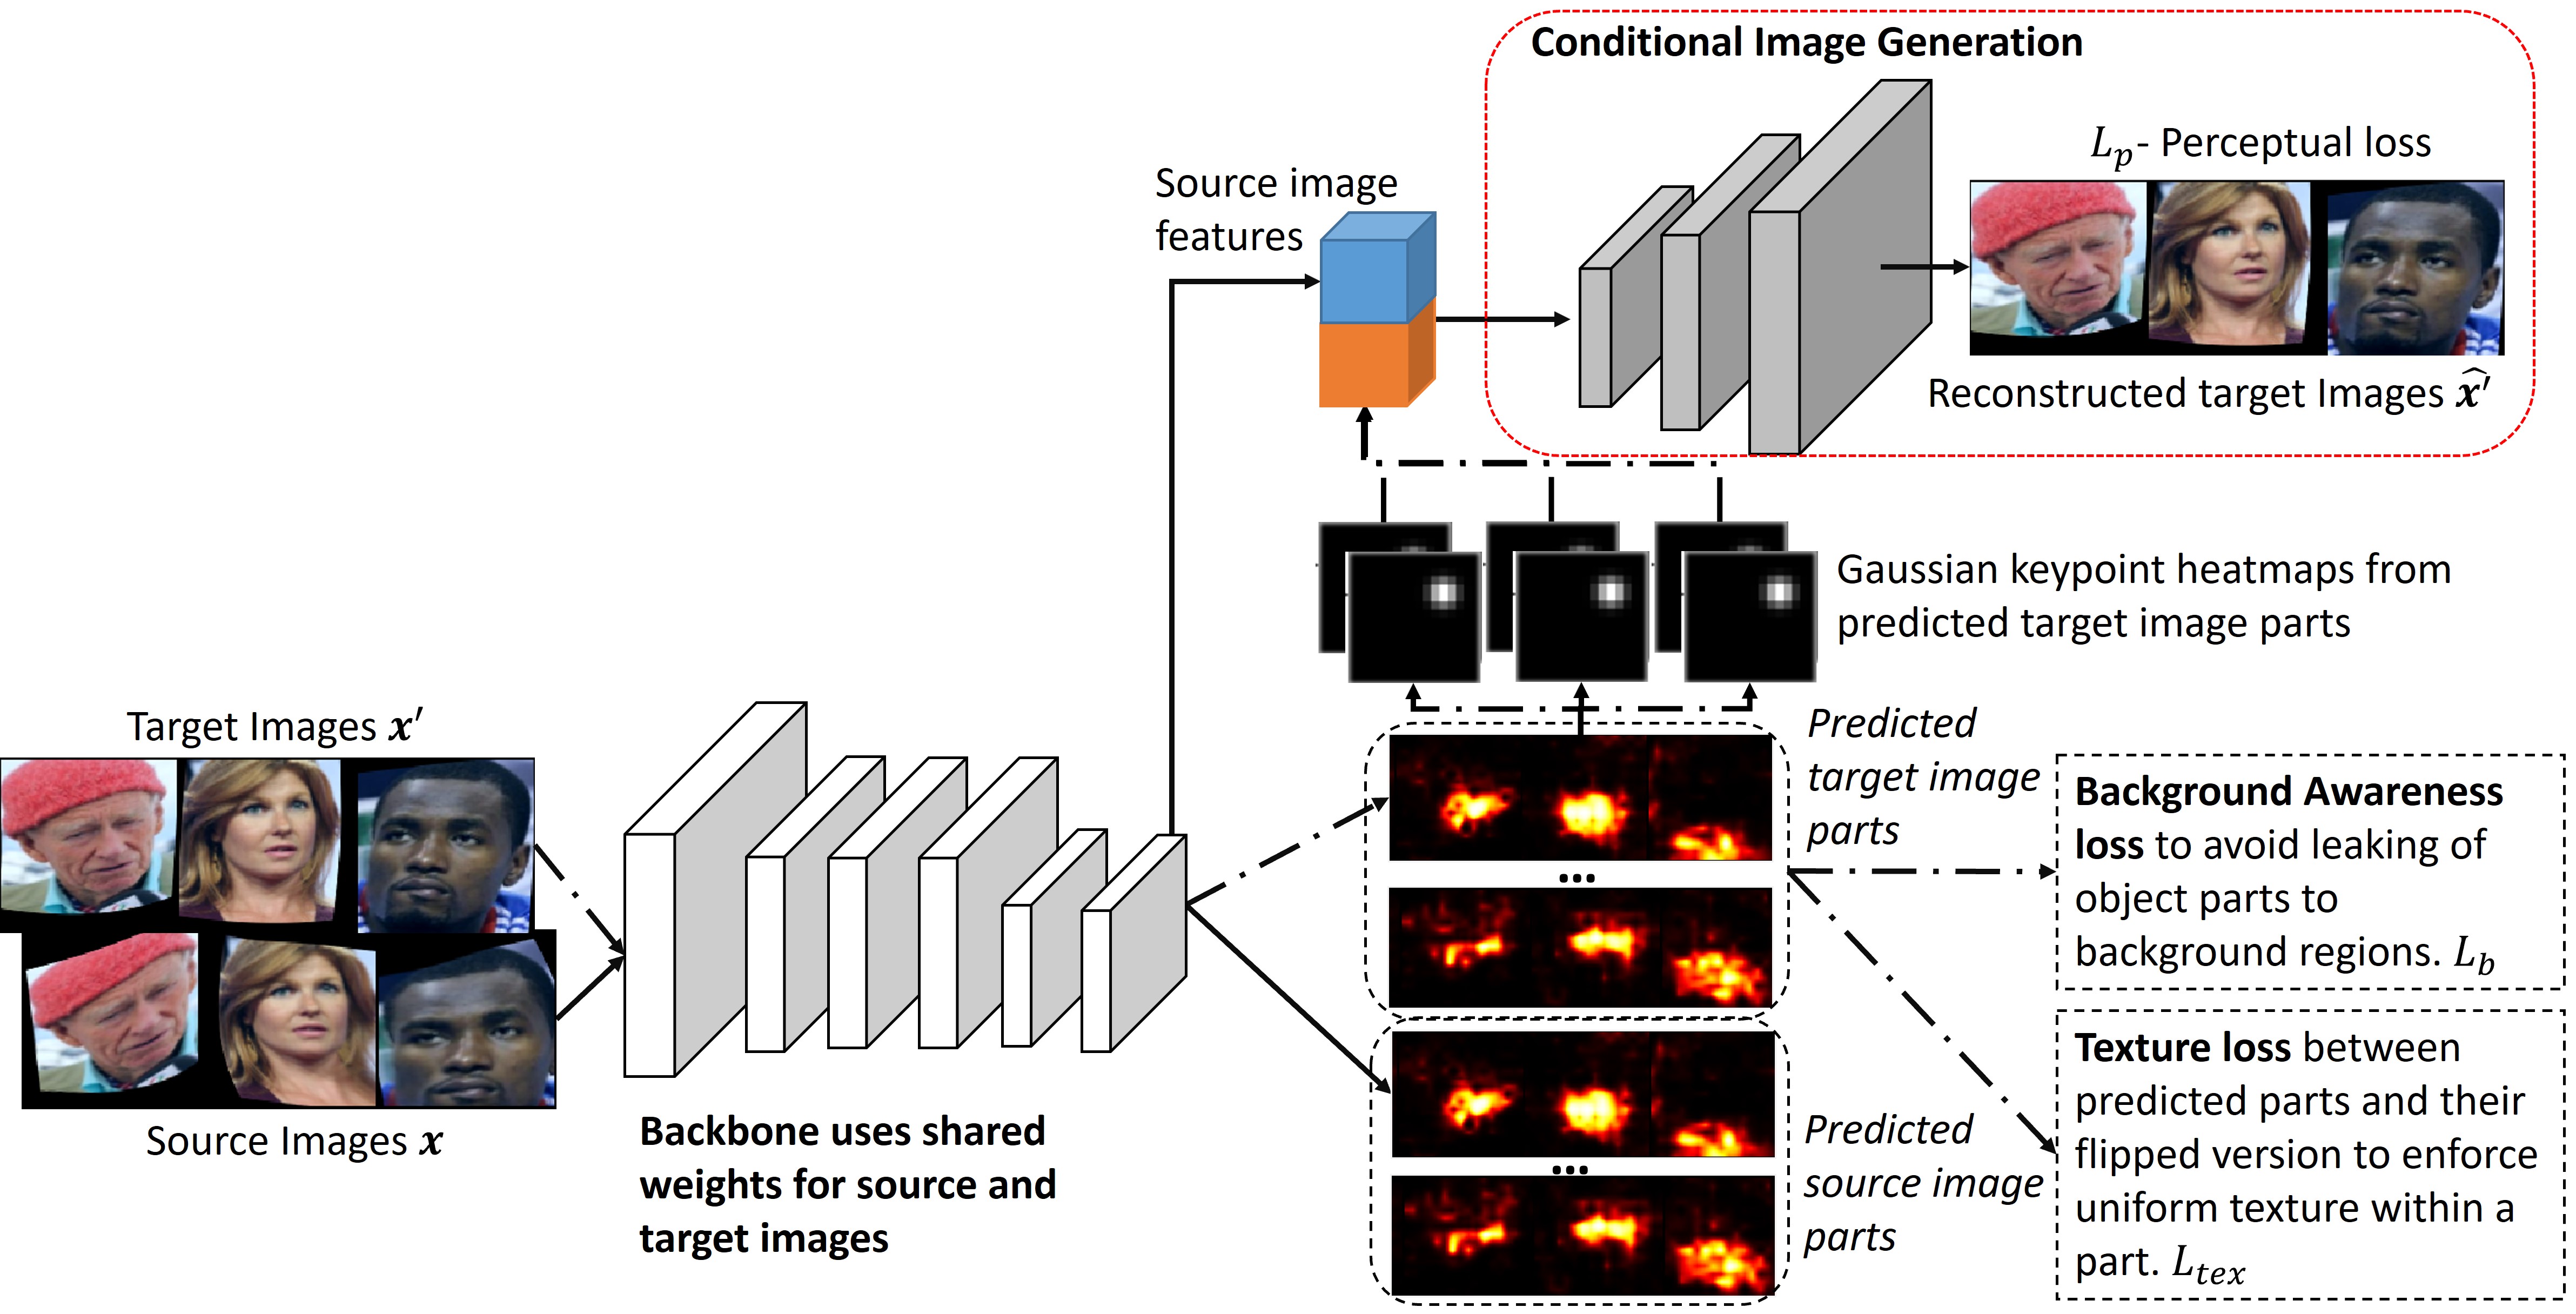 Conditional Image Generation
L_p - Perceptual loss
Source image
features
Reconstructed target Images x̂′
Gaussian keypoint heatmaps from
predicted target image parts
Target Images x′
Predicted
target image
parts
Background Awareness
loss to avoid leaking of
object parts to
background regions. L_b
...
Source Images x
Backbone uses shared
weights for source and
target images
Predicted
source image
parts
...
Texture loss between
predicted parts and their
flipped version to enforce
uniform texture within a
part. L_tex